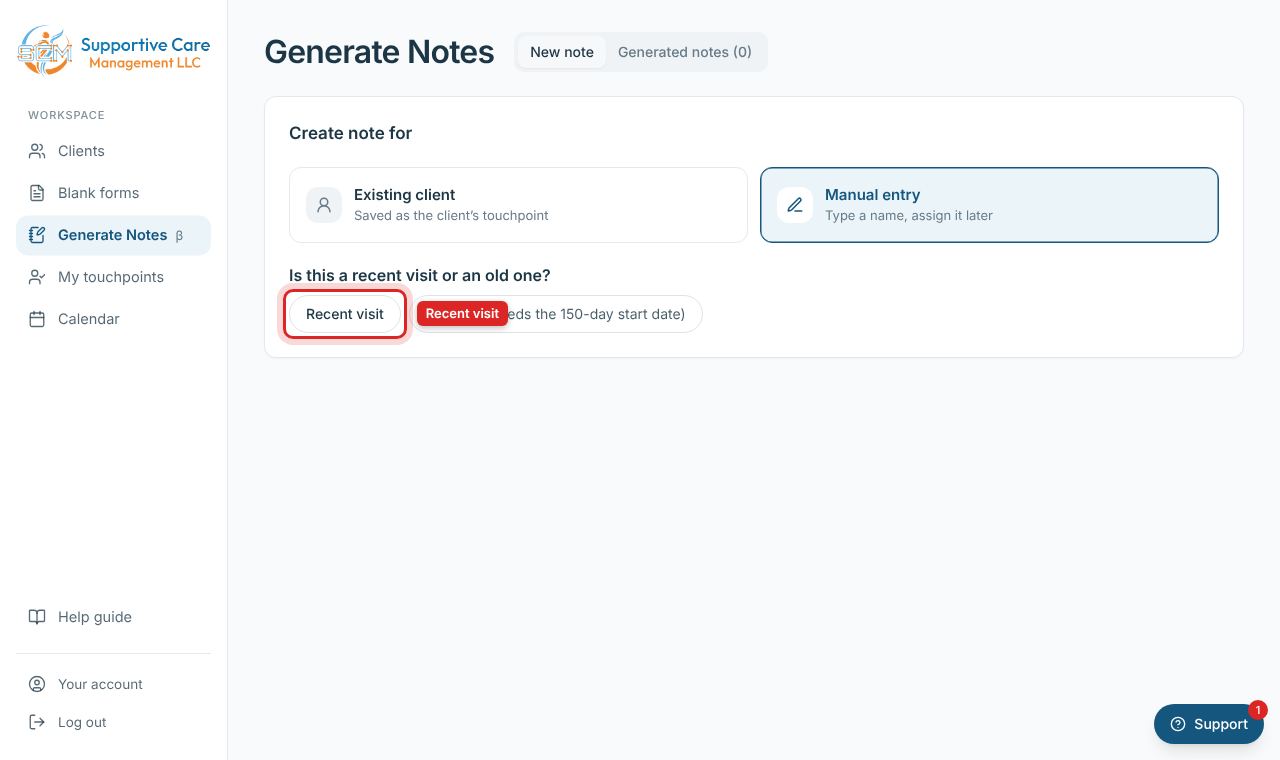 SCM
Supportive Care
Management LLC
WORKSPACE
Clients
Blank forms
Generate Notes β
My touchpoints
Calendar
Help guide
Your account
Log out
Generate Notes
New note
Generated notes (0)
Create note for
Existing client
Saved as the client’s touchpoint
Manual entry
Type a name, assign it later
Is this a recent visit or an old one?
Recent visit
Recent visit
eds the 150-day start date)
Support
1